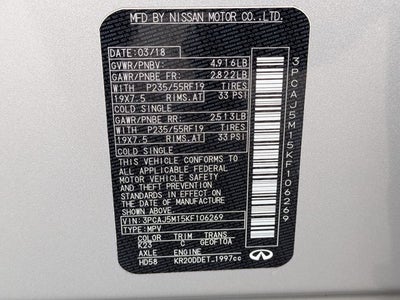 MFD BY NISSAN MOTOR CO.,LTD.
DATE: 03/18
GVWR/PNBV: 4,916LB
GAWR/PNBE FR: 2,822LB
WITH P235/55RF19 TIRES
19X7.5 RIMS.AT 33 PSI
COLD SINGLE
GAWR/PNBE RR: 2,513LB
WITH P235/55RF19 TIRES
19X7.5 RIMS.AT 33 PSI
COLD SINGLE
THIS VEHICLE CONFORMS TO
ALL APPLICABLE FEDERAL
MOTOR VEHICLE SAFETY
AND THEFT PREVENTION
STANDARDS IN EFFECT
ON THE DATE OF
MANUFACTURE SHOWN ABOVE.
VIN: 3PCAJ5M15KF106269
TYPE: MPV
COLOR TRIM TRANS
K23 C GEOF10A
AXLE ENGINE
HD58 KR20DDET,1997cc
3PCAJ5M15KF106269